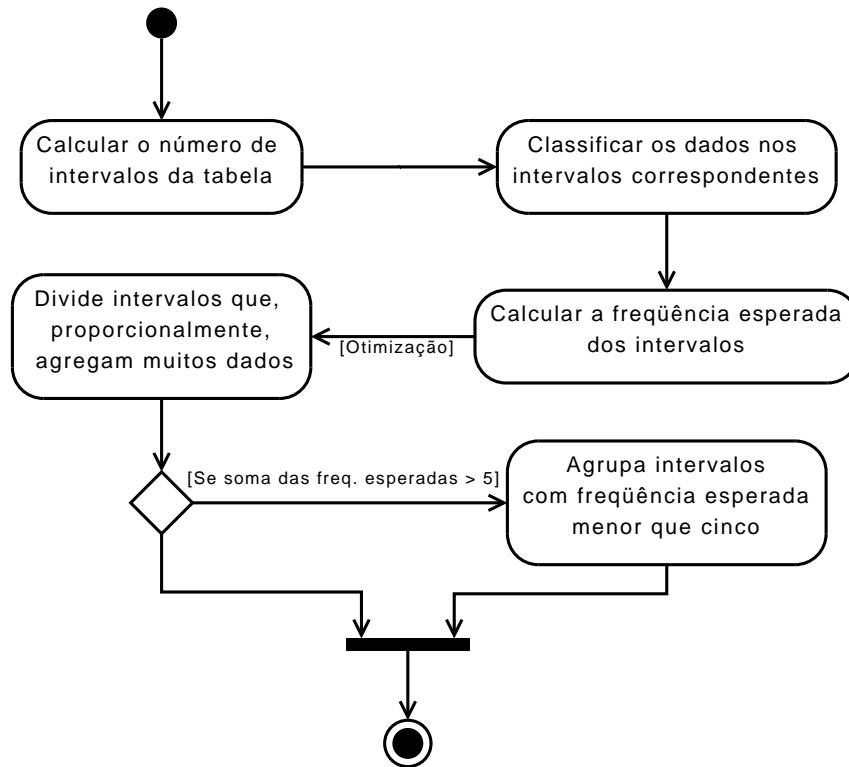 Calcular o número de
intervalos da tabela
Classificar os dados nos
intervalos correspondentes
Calcular a freqüência esperada
dos intervalos
[Otimização]
Divide intervalos que,
proporcionalmente,
agregam muitos dados
[Se soma das freq. esperadas > 5]
Agrupa intervalos
com freqüência esperada
menor que cinco